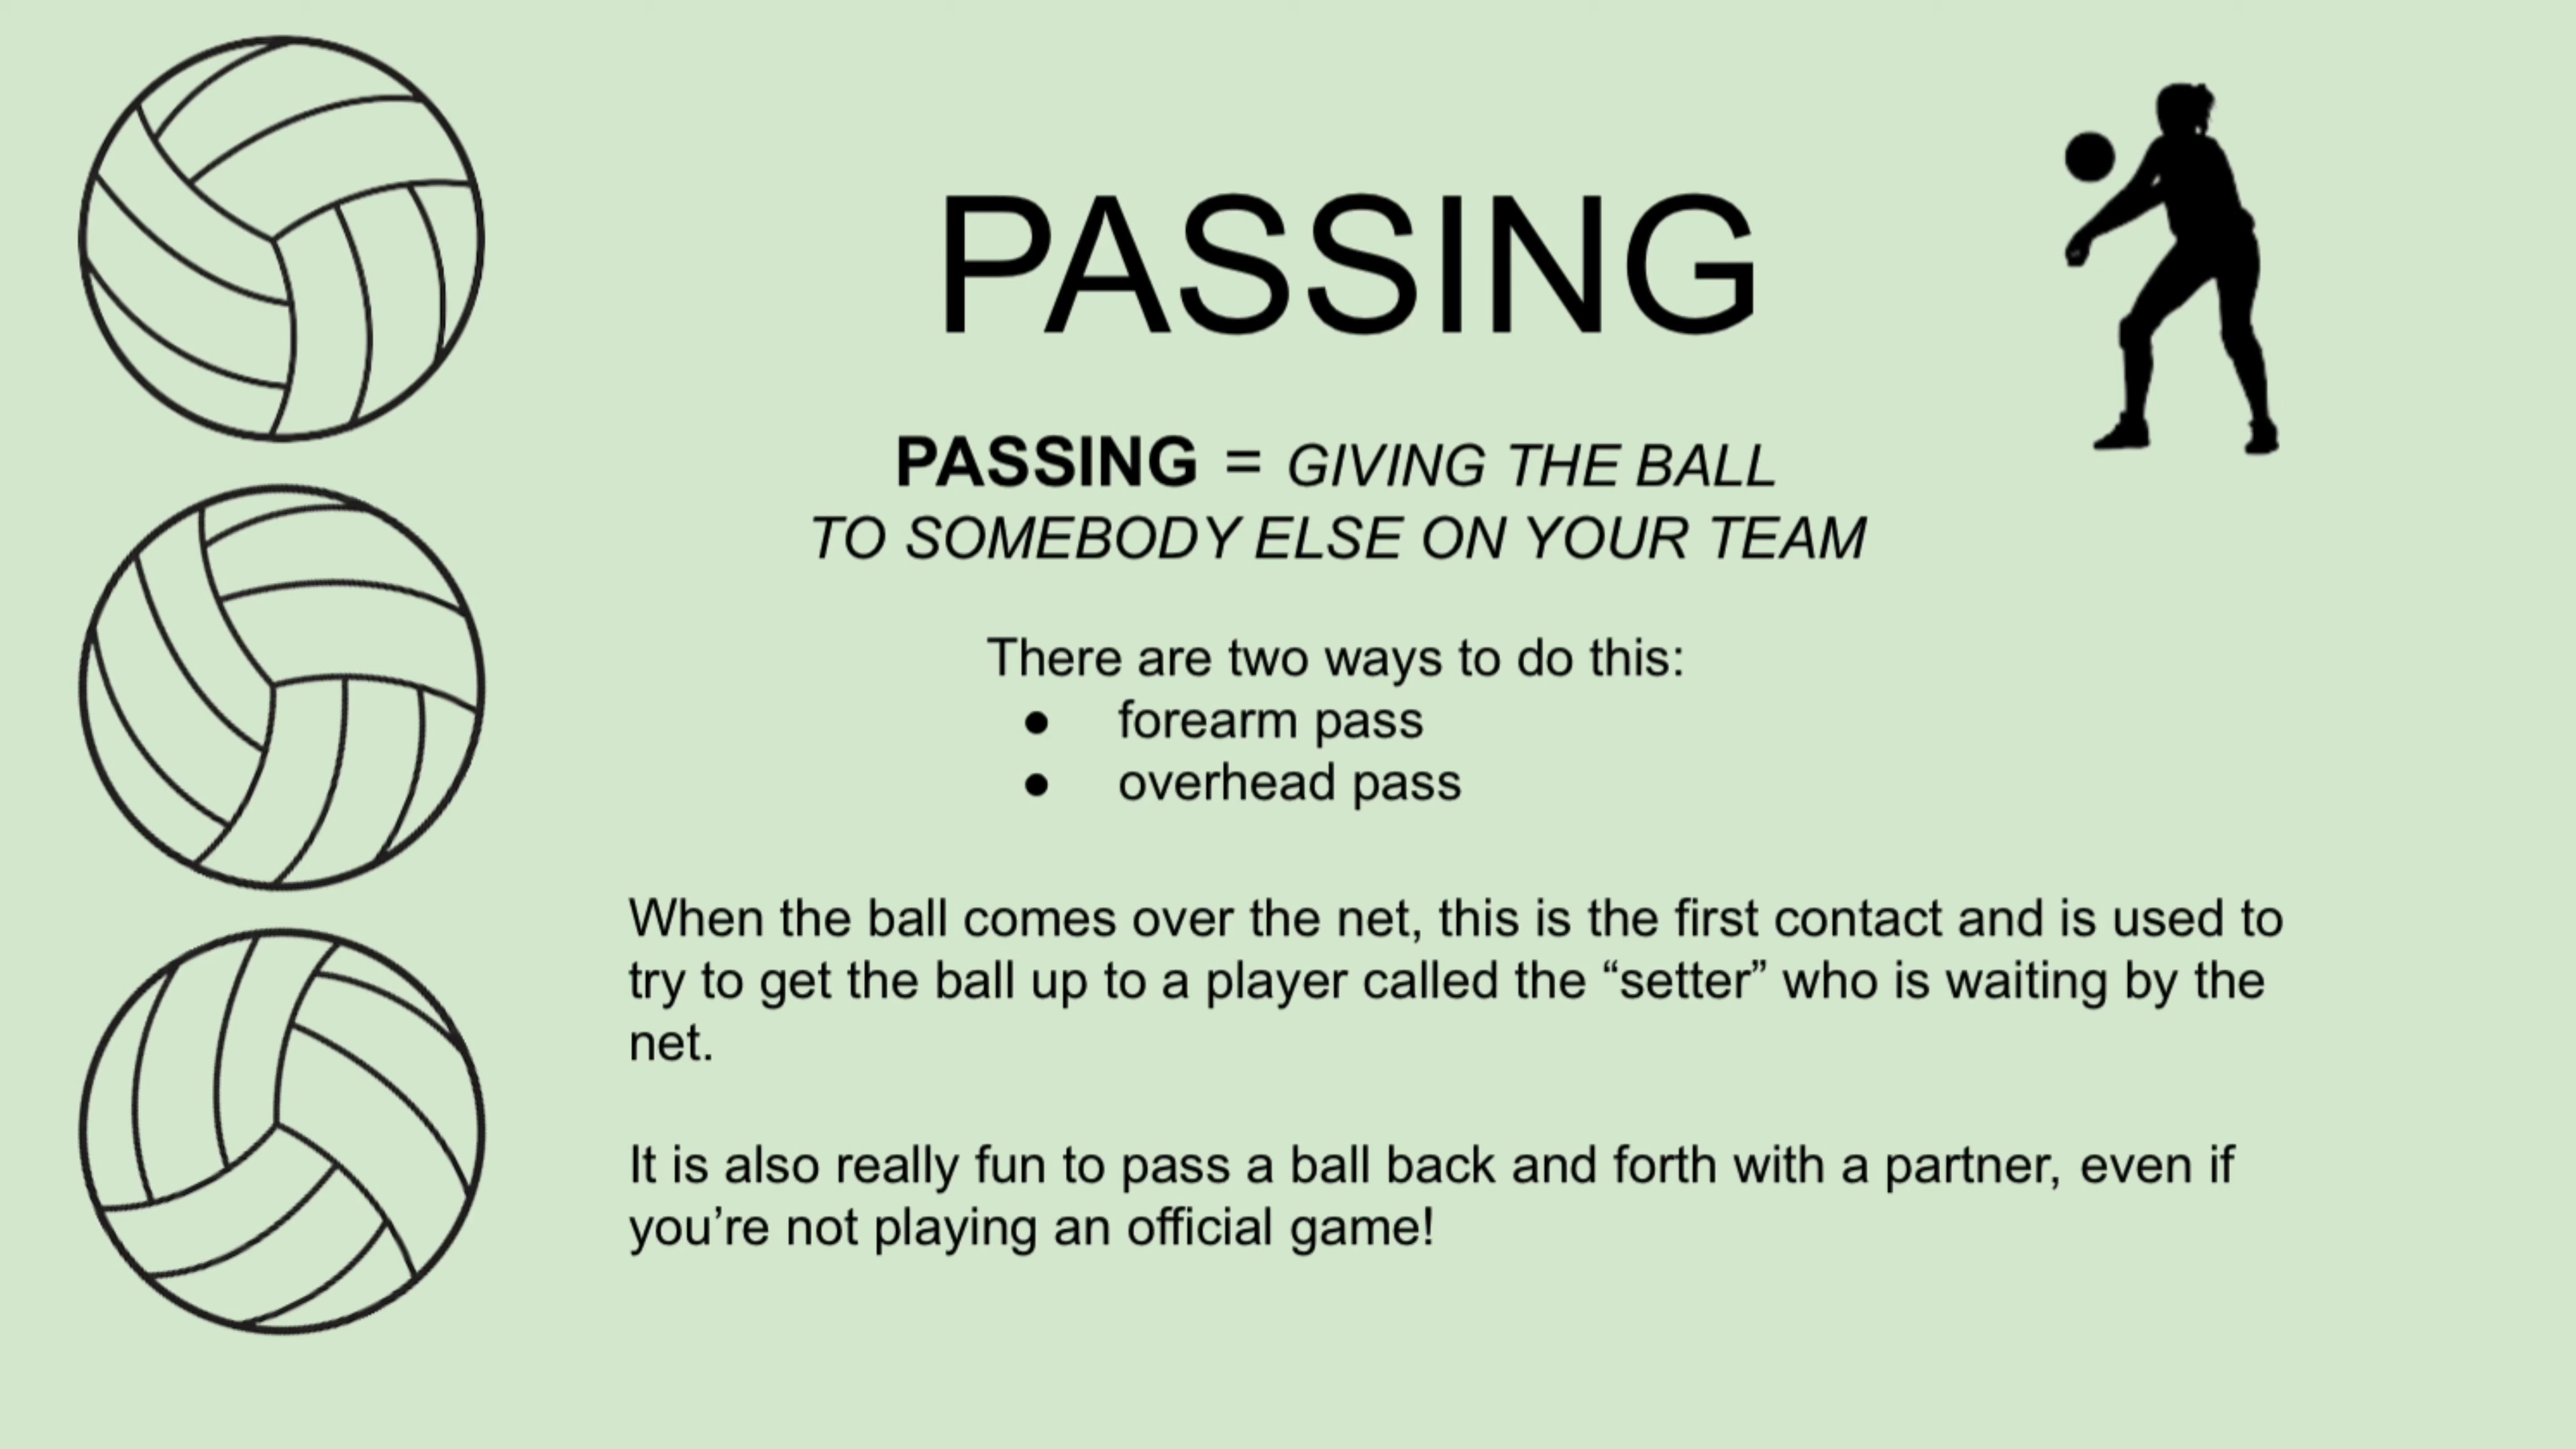 PASSING
PASSING = GIVING THE BALL
TO SOMEBODY ELSE ON YOUR TEAM
There are two ways to do this:
● forearm pass
● overhead pass
When the ball comes over the net, this is the first contact and is used to
try to get the ball up to a player called the “setter” who is waiting by the
net.
It is also really fun to pass a ball back and forth with a partner, even if
you’re not playing an official game!